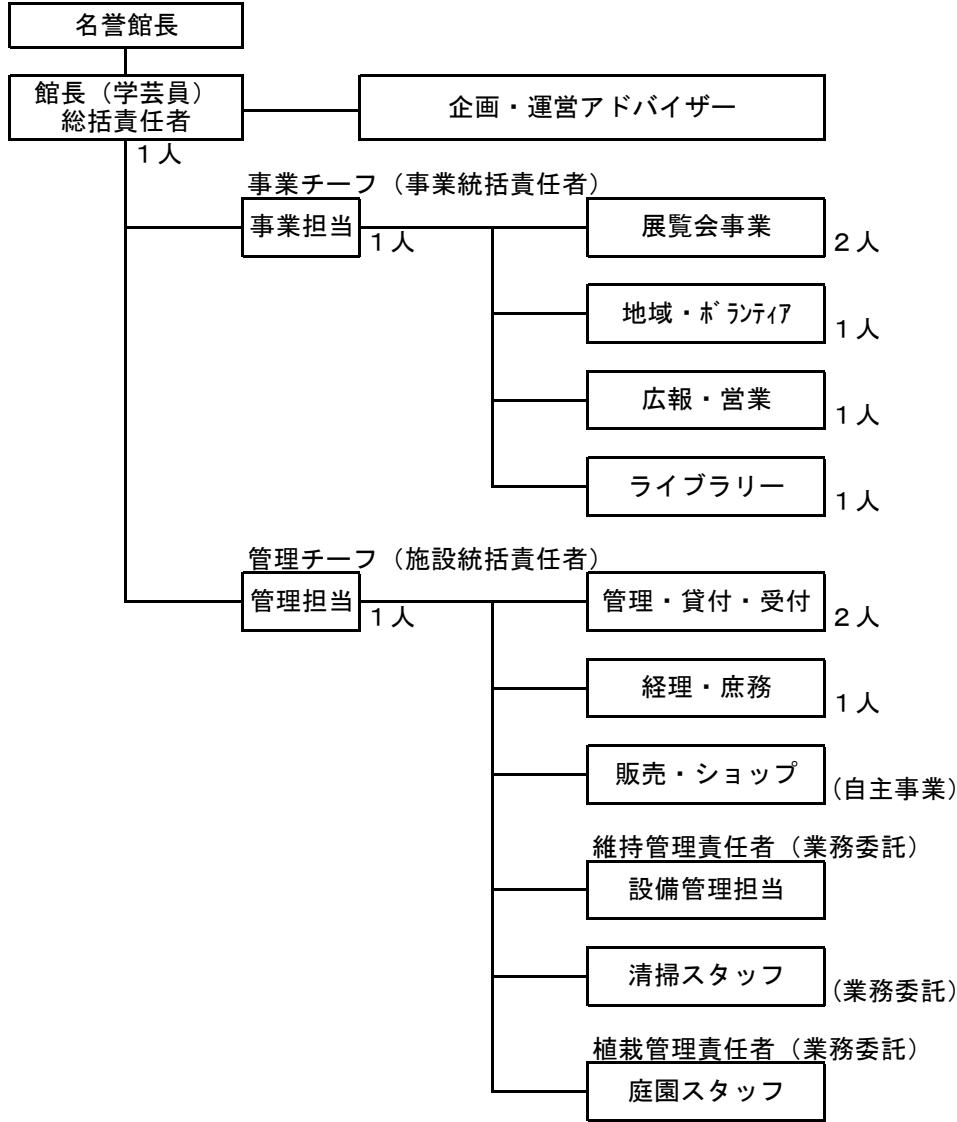 名誉館長
館長（学芸員）
総括責任者
1人
企画・運営アドバイザー
事業チーフ（事業統括責任者）
事業担当
1人
展覧会事業
2人
地域・ﾎﾞﾗﾝﾃｨｱ
1人
広報・営業
1人
ライブラリー
1人
管理チーフ（施設統括責任者）
管理担当
1人
管理・貸付・受付
2人
経理・庶務
1人
販売・ショップ
(自主事業)
維持管理責任者（業務委託）
設備管理担当
清掃スタッフ
(業務委託)
植栽管理責任者（業務委託）
庭園スタッフ